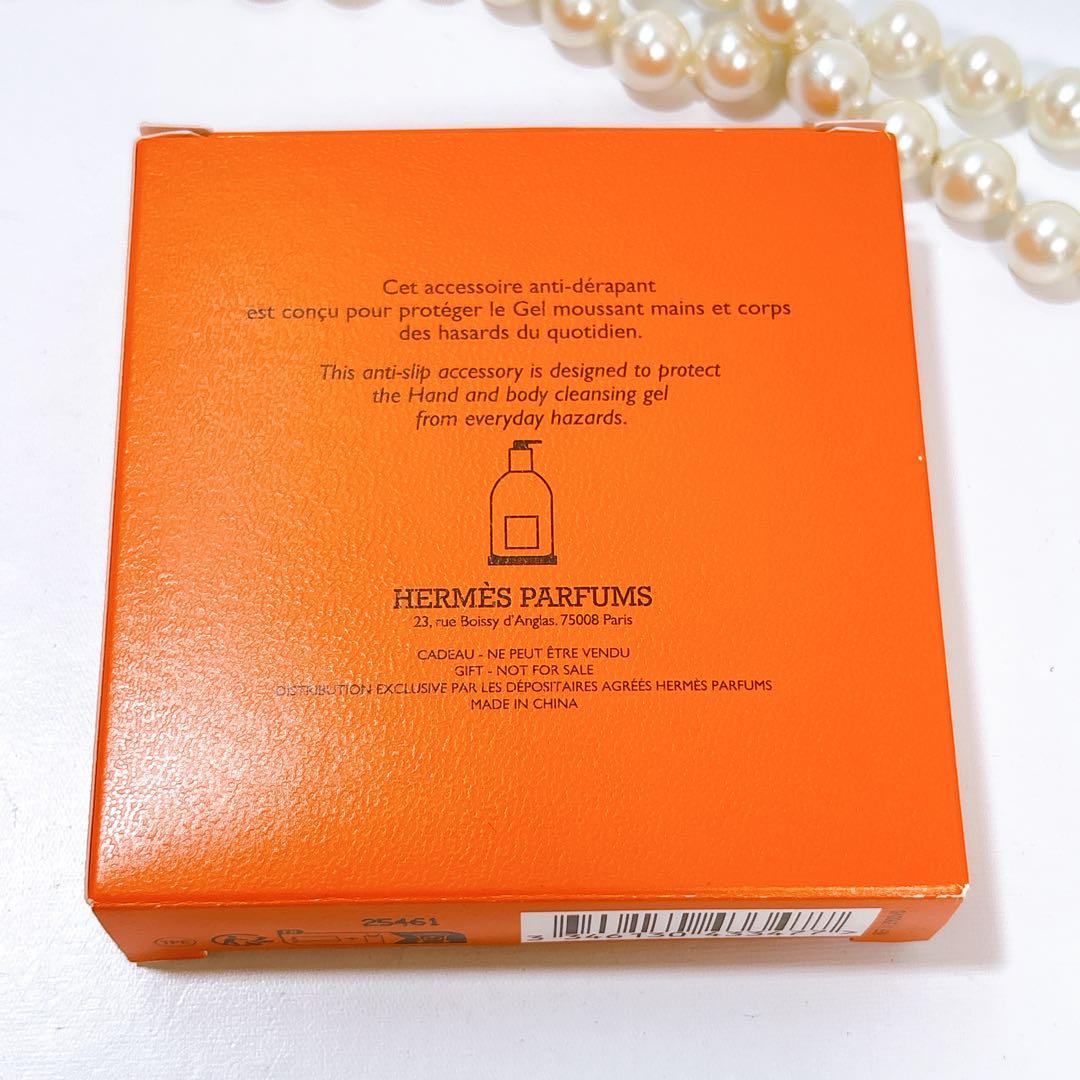 Cet accessoire anti-dérapant
est conçu pour protéger le Gel moussant mains et corps
des hasards du quotidien.
This anti-slip accessory is designed to protect
the Hand and body cleansing gel
from everyday hazards.
HERMÈS PARFUMS
23, rue Boissy d'Anglas. 75008 Paris
CADEAU - NE PEUT ÊTRE VENDU
GIFT - NOT FOR SALE
DISTRIBUTION EXCLUSIVE PAR LES DÉPOSITAIRES AGRÉÉS HERMÈS PARFUMS
MADE IN CHINA
25461
TPE